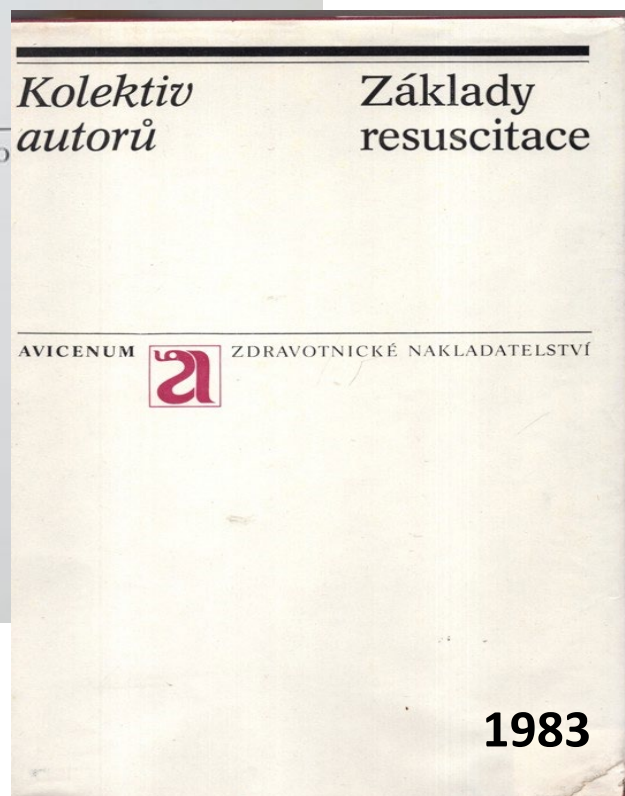 Kolektiv
autorů
Základy
resuscitace
AVICENUM
ZDRAVOTNICKÉ NAKLADATELSTVÍ
1983